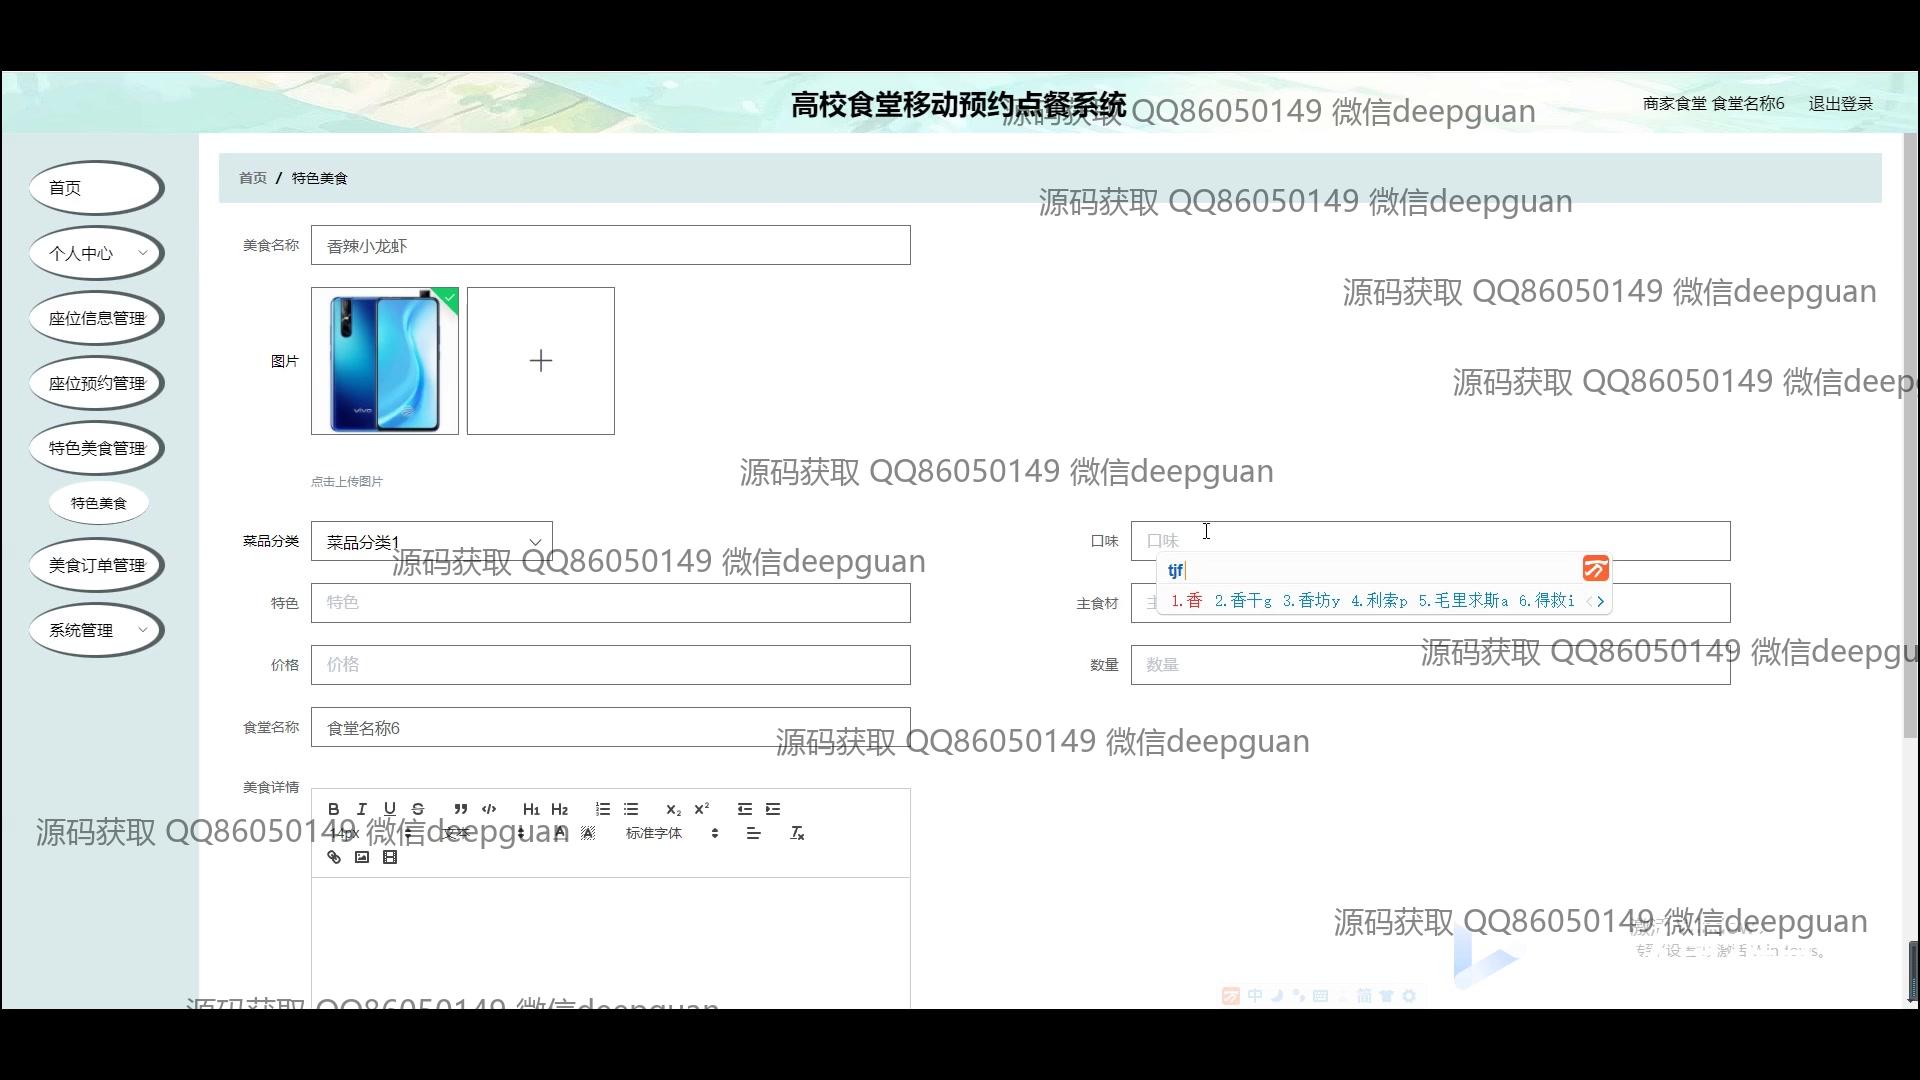 高校食堂移动预约点餐系统
商家食堂 食堂名称6 退出登录
源码获取 QQ86050149 微信deepguan
首页
个人中心
座位信息管理
座位预约管理
特色美食管理
特色美食
美食订单管理
系统管理
首页 / 特色美食
源码获取 QQ86050149 微信deepguan
美食名称 香辣小龙虾
源码获取 QQ86050149 微信deepguan
图片
vivo
源码获取 QQ86050149 微信deep
源码获取 QQ86050149 微信deepguan
点击上传图片
菜品分类 菜品分类1
口味 口味
源码获取 QQ86050149 微信deepguan
tjf
1.香 2.香干g 3.香坊y 4.利索p 5.毛里求斯a 6.得救i
特色 特色
主食材 主
价格 价格
数量 数量
源码获取 QQ86050149 微信deepgu
食堂名称 食堂名称6
源码获取 QQ86050149 微信deepguan
美食详情
B I U S H1 H2 X₂ X²
14px 文本 A A 标准字体 Tx
源码获取 QQ86050149 微信deepguan
源码获取 QQ86050149 微信deepguan
中 简
源码获取 QQ86050149 微信deepguan